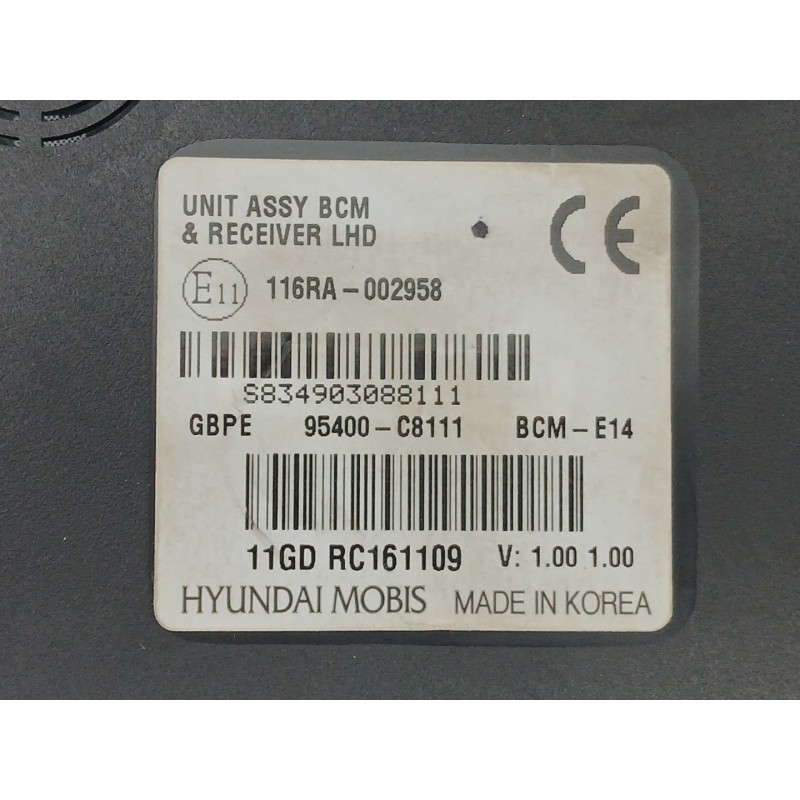 UNIT ASSY BCM
& RECEIVER LHD
CE
E11 116RA-002958
S834903088111
GBPE 95400-C8111 BCM-E14
11GD RC161109 V: 1.00 1.00
HYUNDAI MOBIS MADE IN KOREA